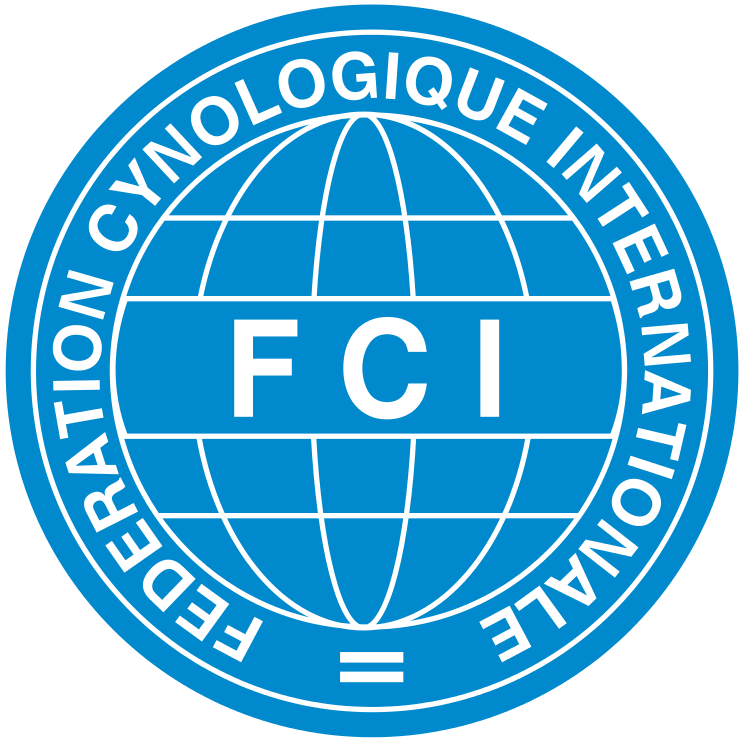 FEDERATION CYNOLOGIQUE INTERNATIONALE
FCI
=